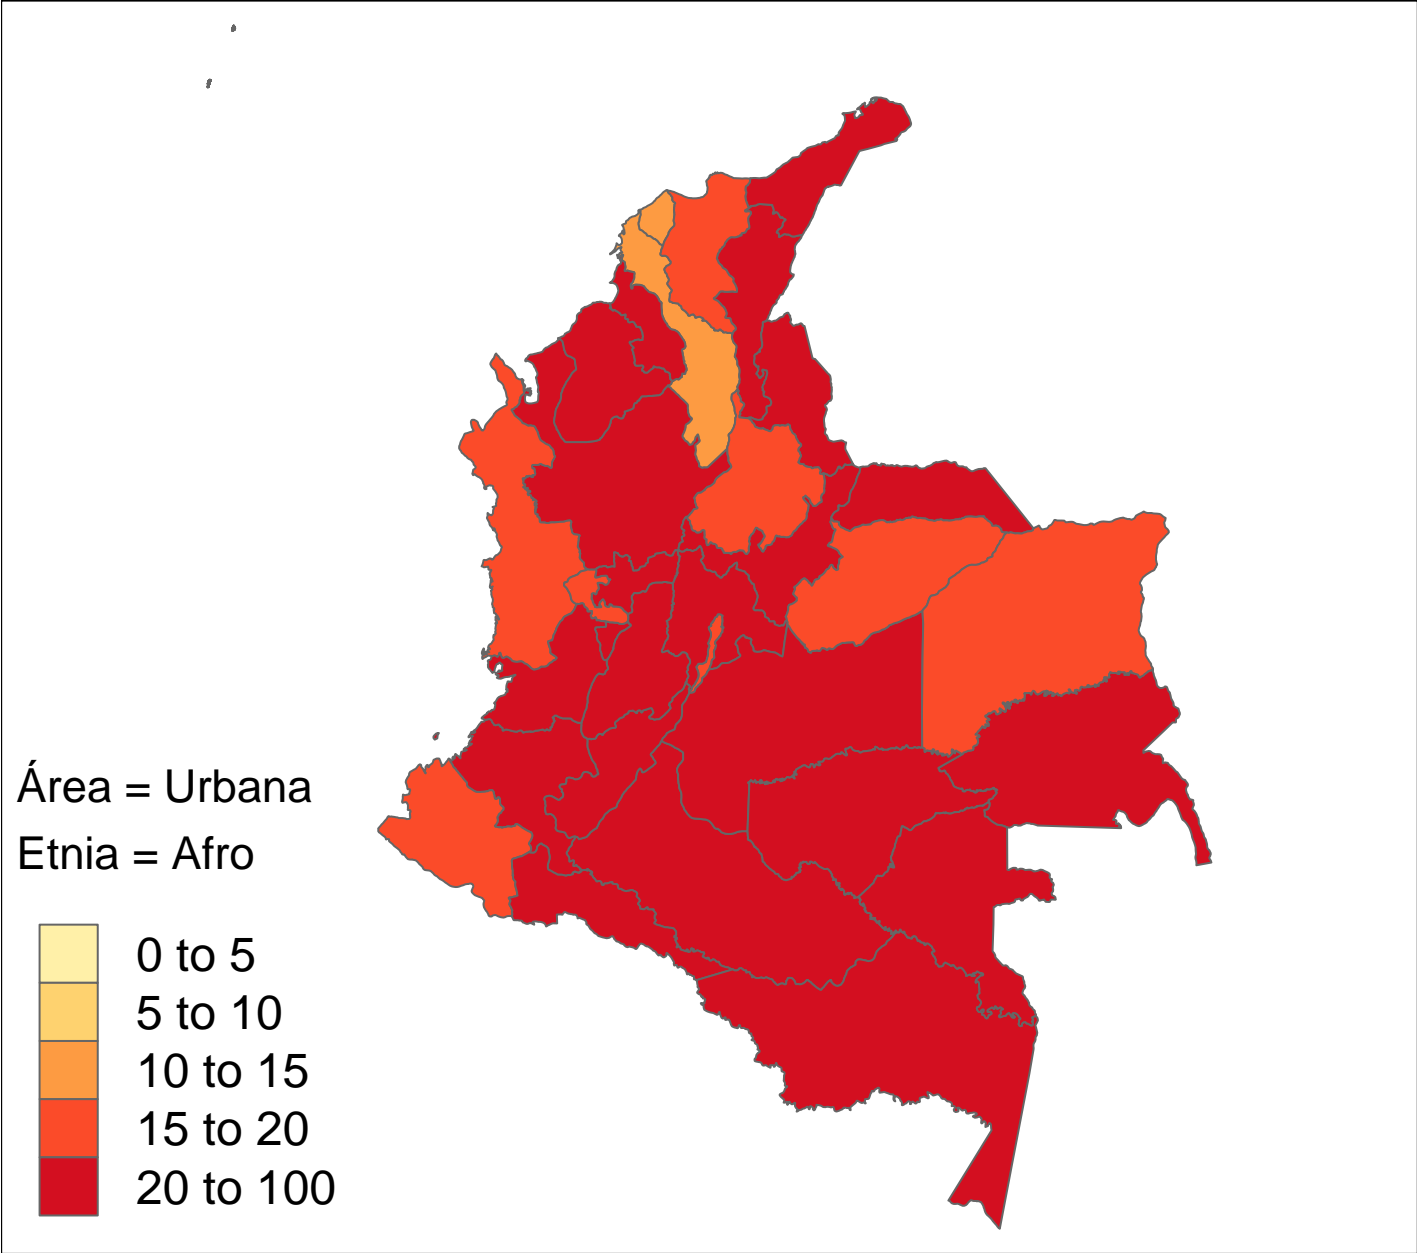 Área = Urbana
Etnia = Afro
0 to 5
5 to 10
10 to 15
15 to 20
20 to 100